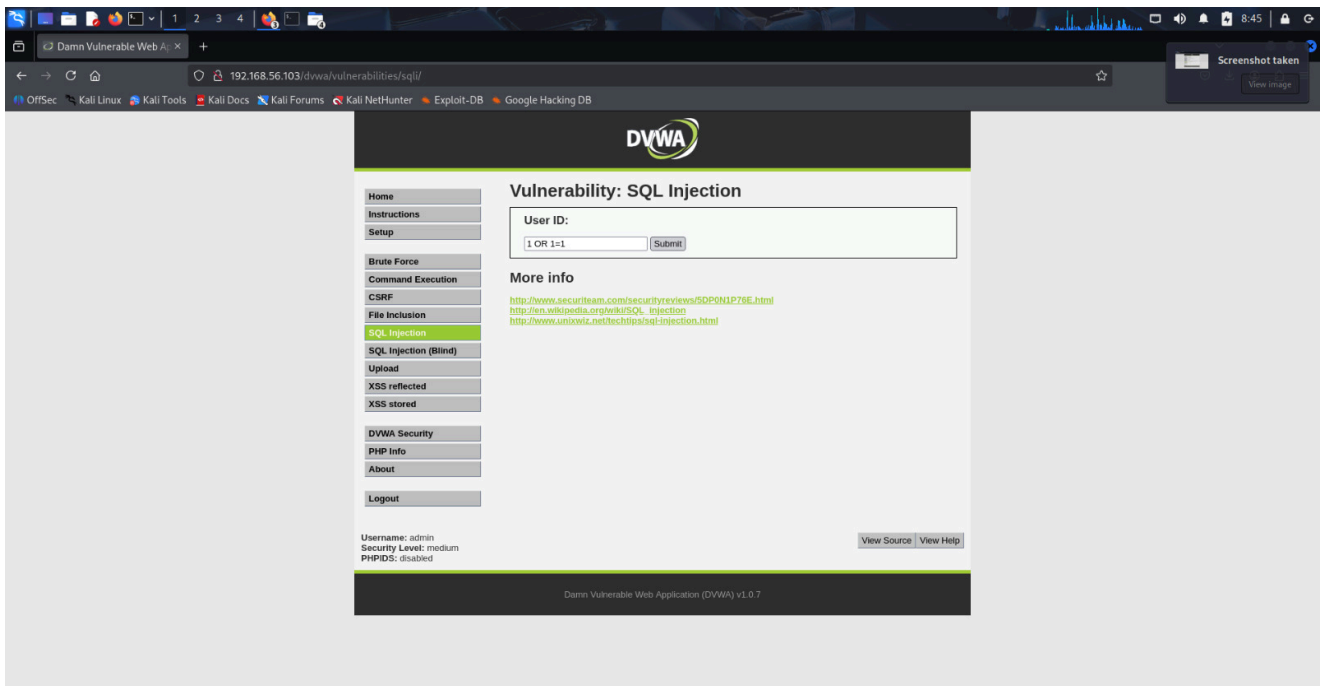 1 2 3 4
8:45
Damn Vulnerable Web Ap
192.168.56.103/dvwa/vulnerabilities/sqli/
Screenshot taken
View image
OffSec Kali Linux Kali Tools Kali Docs Kali Forums Kali NetHunter Exploit-DB Google Hacking DB
DVWA
Home
Instructions
Setup
Brute Force
Command Execution
CSRF
File Inclusion
SQL Injection
SQL Injection (Blind)
Upload
XSS reflected
XSS stored
DVWA Security
PHP Info
About
Logout
Vulnerability: SQL Injection
User ID:
1 OR 1=1 Submit
More info
http://www.securiteam.com/securityreviews/5DP0N1P76E.html
http://en.wikipedia.org/wiki/SQL_injection
http://www.unixwiz.net/techtips/sql-injection.html
Username: admin
Security Level: medium
PHPIDS: disabled
View Source View Help
Damn Vulnerable Web Application (DVWA) v1.0.7